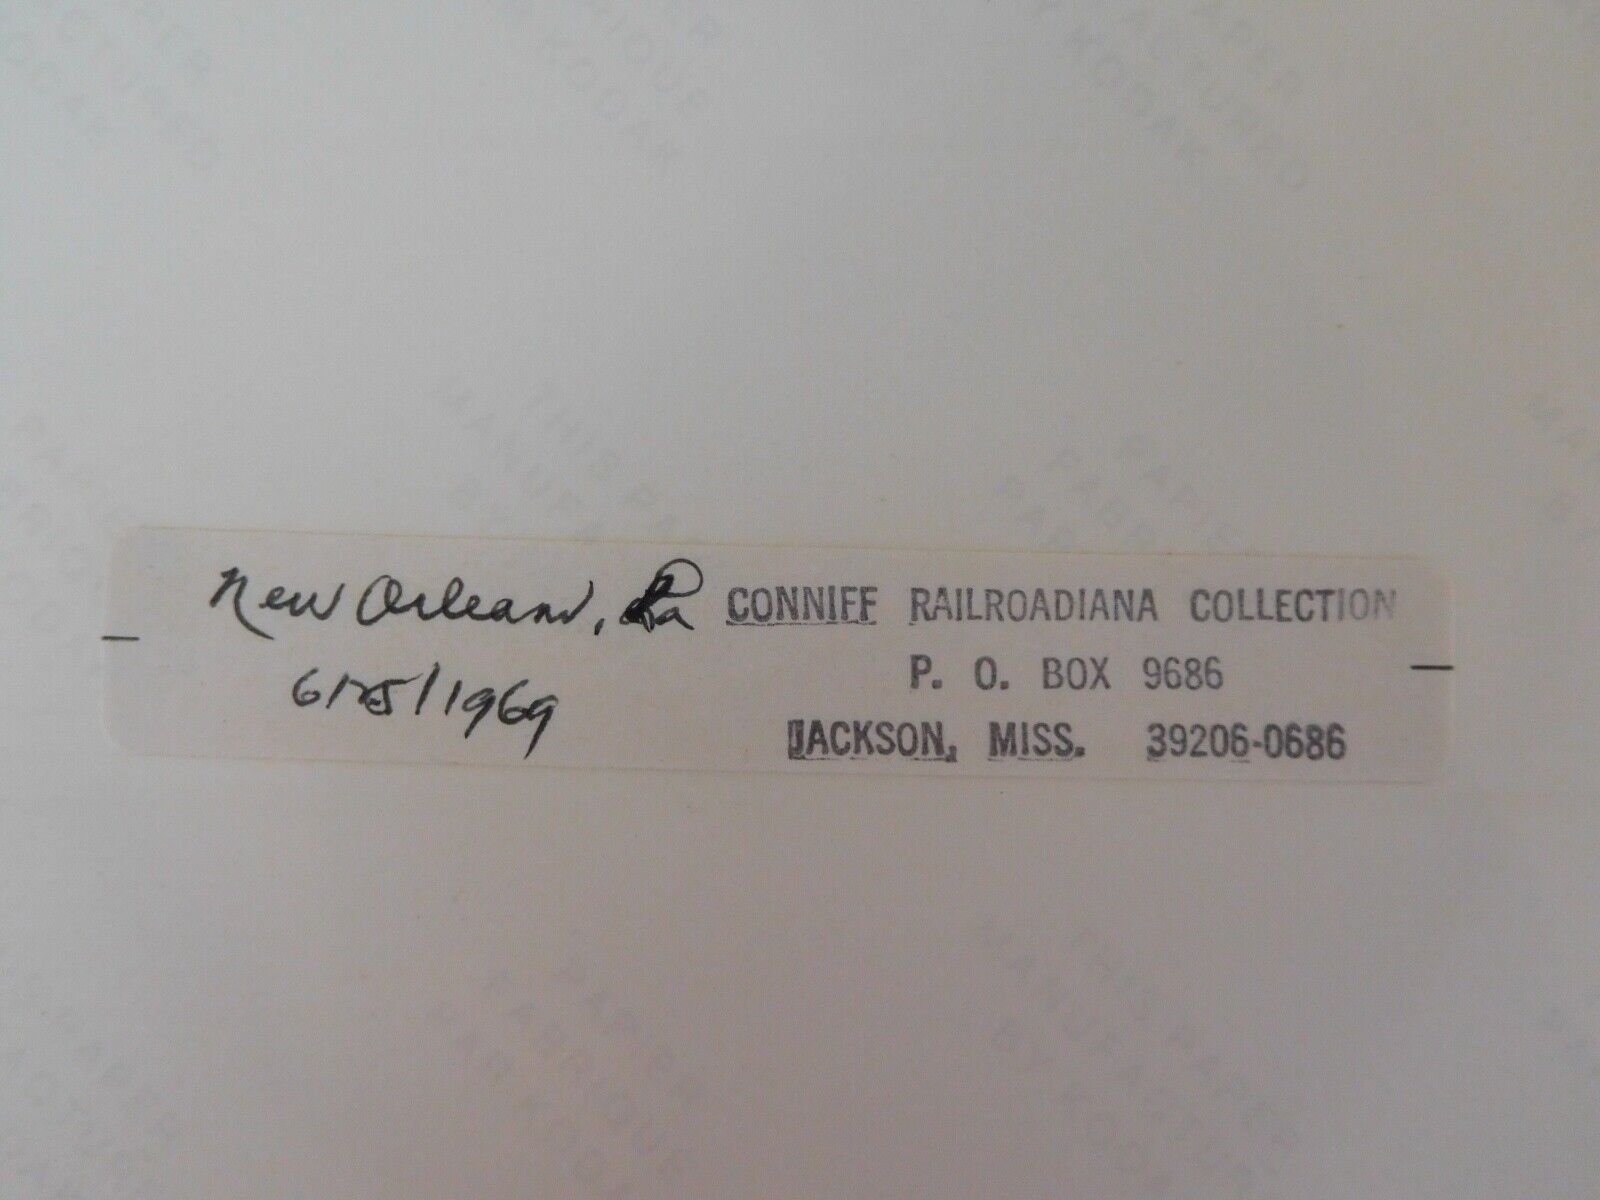 New Orleans, La CONNIFF RAILROADIANA COLLECTION
6/25/1969 P. O. BOX 9686
JACKSON, MISS. 39206-0686